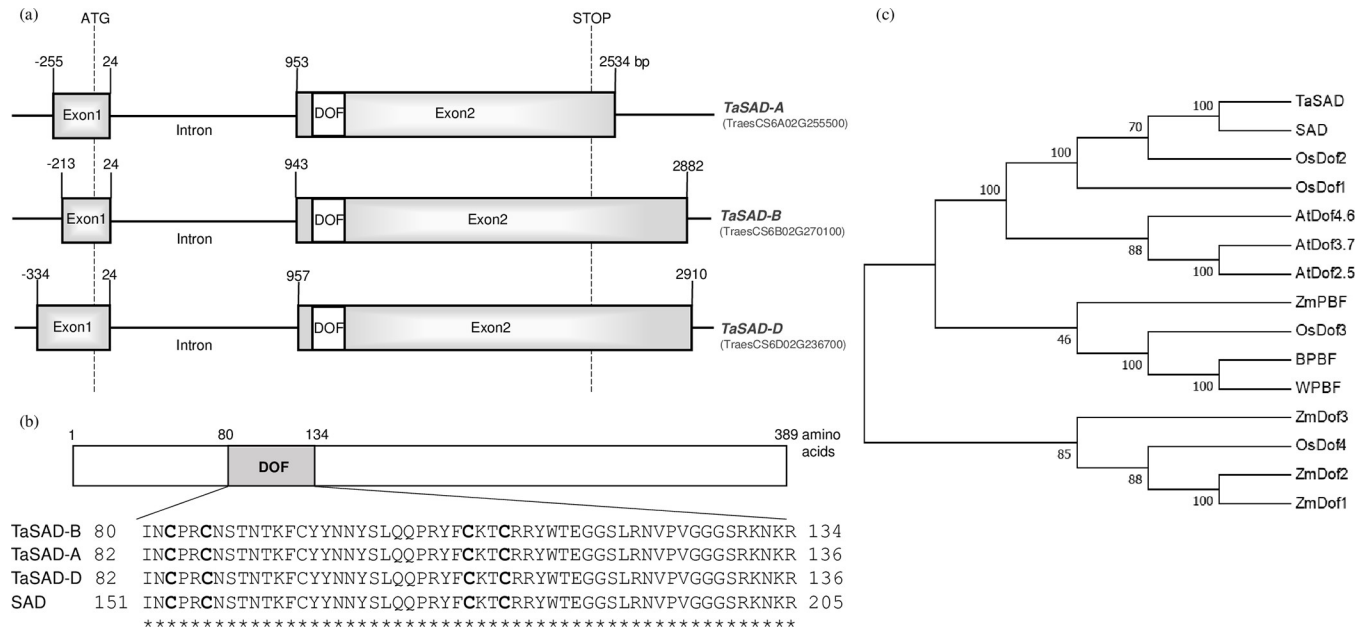 (a)
ATG
STOP
-255
24
953
2534 bp
Exon1
Intron
DOF
Exon2
TaSAD-A
(TraesCS6A02G255500)
-213
24
943
2882
Exon1
Intron
DOF
Exon2
TaSAD-B
(TraesCS6B02G270100)
-334
24
957
2910
Exon1
Intron
DOF
Exon2
TaSAD-D
(TraesCS6D02G236700)
(b)
1
80
134
389 amino
acids
DOF
TaSAD-B 80 INCPRCNSTNTKFCYYNNYSLQQPRYFCKTCRRYWTEGGSLRNVPVGGGSRKNKR 134
TaSAD-A 82 INCPRCNSTNTKFCYYNNYSLQQPRYFCKTCRRYWTEGGSLRNVPVGGGSRKNKR 136
TaSAD-D 82 INCPRCNSTNTKFCYYNNYSLQQPRYFCKTCRRYWTEGGSLRNVPVGGGSRKNKR 136
SAD 151 INCPRCNSTNTKFCYYNNYSLQQPRYFCKTCRRYWTEGGSLRNVPVGGGSRKNKR 205
*******************************************************
(c)
TaSAD
100
SAD
70
OsDof2
100
OsDof1
100
AtDof4.6
88
AtDof3.7
100
AtDof2.5
ZmPBF
46
OsDof3
100
BPBF
100
WPBF
ZmDof3
85
OsDof4
88
ZmDof2
100
ZmDof1